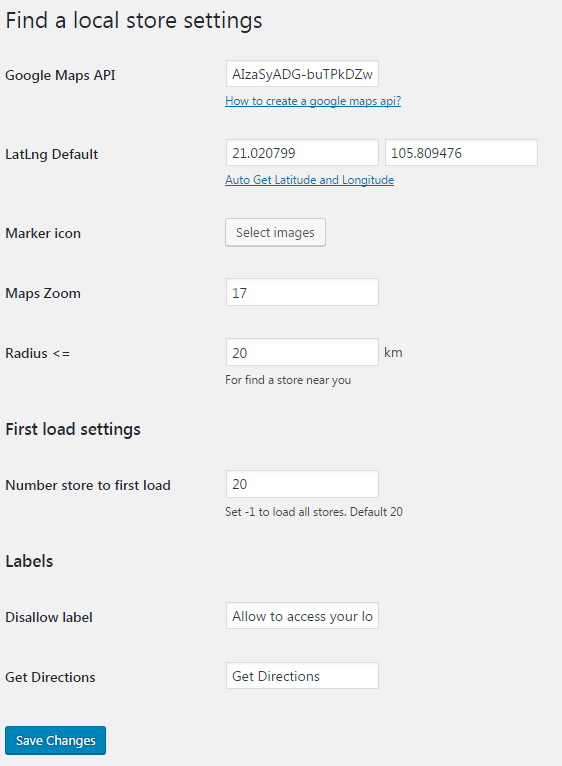 Find a local store settings
Google Maps API AIzaSyADG-buTPkDZw
How to create a google maps api?
LatLng Default 21.020799 105.809476
Auto Get Latitude and Longitude
Marker icon Select images
Maps Zoom 17
Radius <= 20 km
For find a store near you
First load settings
Number store to first load 20
Set -1 to load all stores. Default 20
Labels
Disallow label Allow to access your lo
Get Directions Get Directions
Save Changes